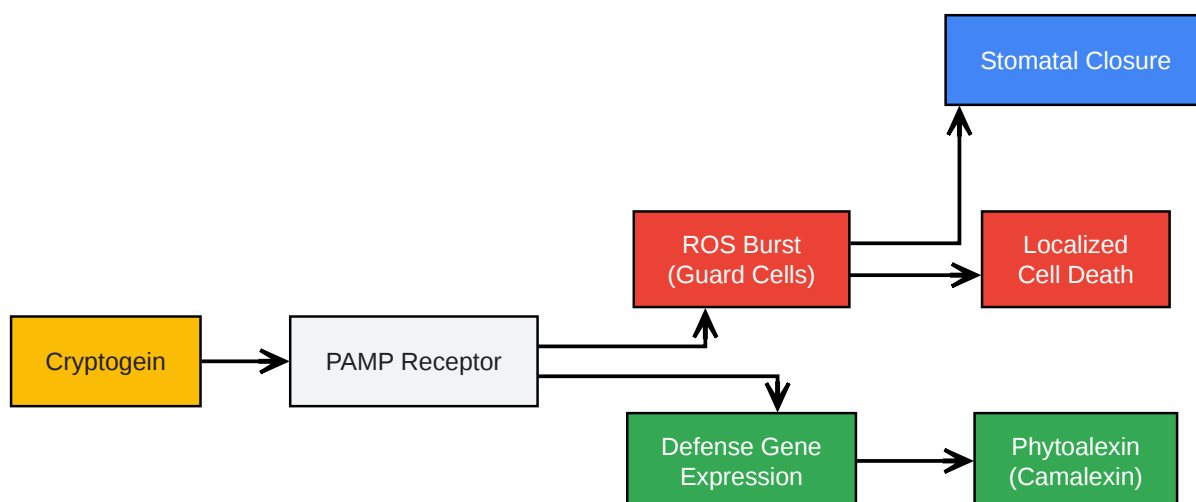 Stomatal Closure
ROS Burst
(Guard Cells)
Localized
Cell Death
Cryptogein
PAMP Receptor
Defense Gene
Expression
Phytoalexin
(Camalexin)